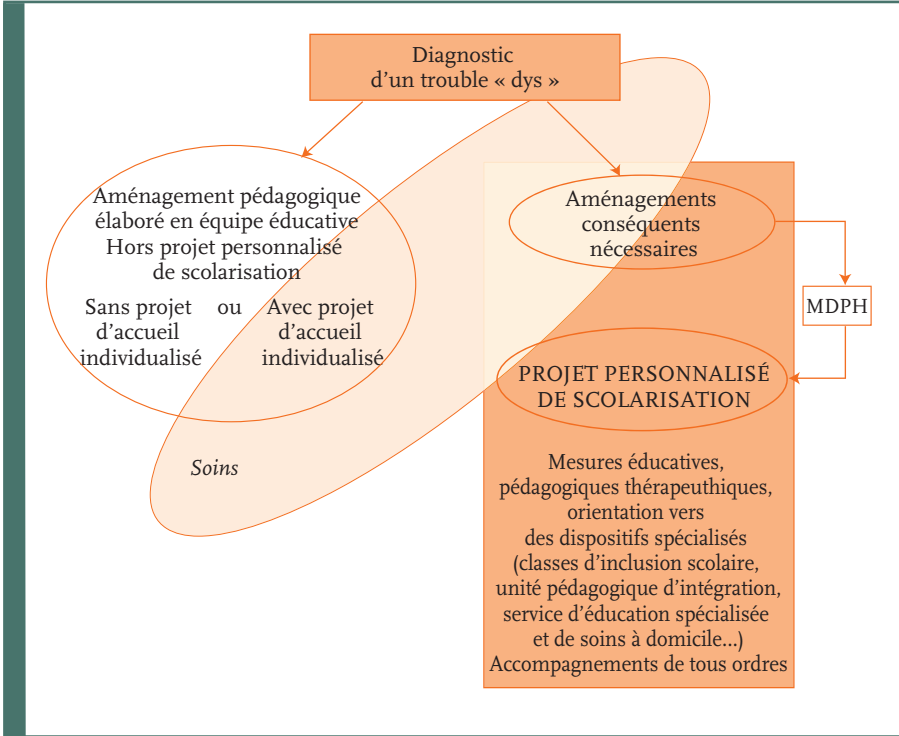 Diagnostic
d'un trouble « dys »
Aménagement pédagogique
élaboré en équipe éducative
Hors projet personnalisé
de scolarisation
Sans projet
d'accueil
individualisé
ou
Avec projet
d'accueil
individualisé
Soins
Aménagements
conséquents
nécessaires
MDPH
PROJET PERSONNALISÉ
DE SCOLARISATION
Mesures éducatives,
pédagogiques thérapeuthiques,
orientation vers
des dispositifs spécialisés
(classes d'inclusion scolaire,
unité pédagogique d'intégration,
service d'éducation spécialisée
et de soins à domicile...)
Accompagnements de tous ordres